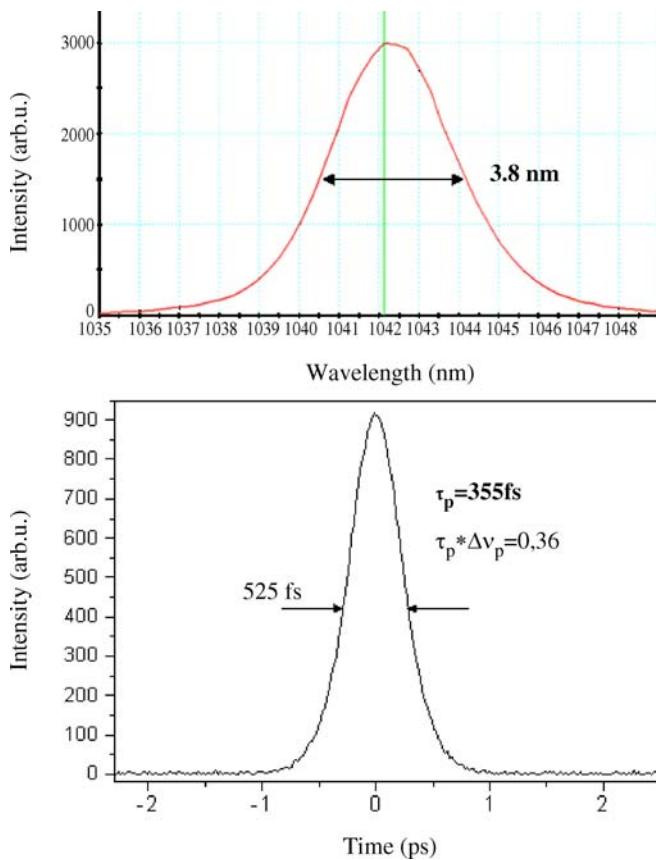 3000
2000
1000
0
Intensity (arb.u.)
3.8 nm
1035 1036 1037 1038 1039 1040 1041 1042 1043 1044 1045 1046 1047 1048
Wavelength (nm)
900
800
700
600
500
400
300
200
100
0
Intensity (arb.u.)
τp=355fs
τp*Δνp=0,36
525 fs
-2 -1 0 1 2
Time (ps)